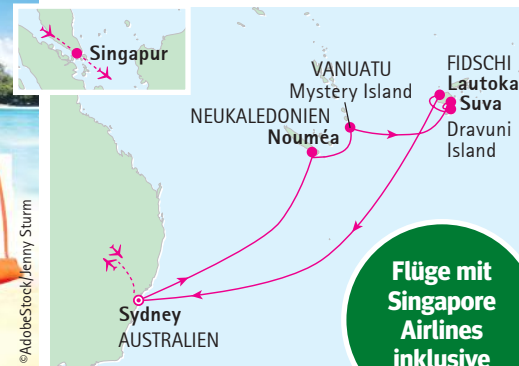 Singapur
VANUATU
Mystery Island
NEUKALEDONIEN
Nouméa
FIDSCHI
Lautoka
Suva
Dravuni
Island
Sydney
AUSTRALIEN
Flüge mit
Singapore
Airlines
inklusive
©AdobeStock/Jenny Sturm